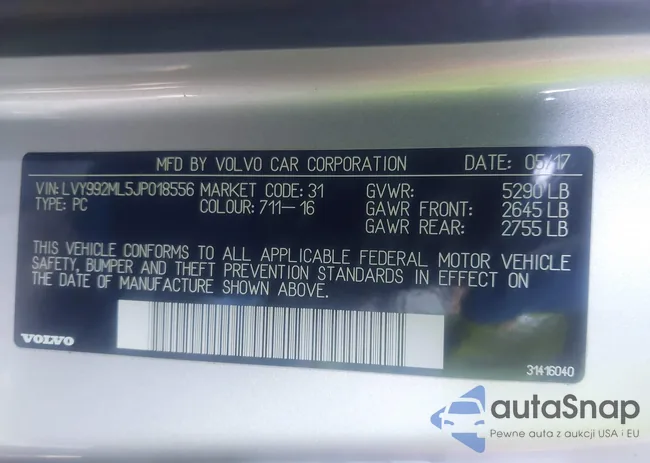 MFD BY VOLVO CAR CORPORATION DATE: 05/17
VIN:LVY992ML5JP018556 MARKET CODE: 31 GVWR: 5290 LB
TYPE: PC COLOUR: 711-16 GAWR FRONT: 2645 LB
GAWR REAR: 2755 LB
THIS VEHICLE CONFORMS TO ALL APPLICABLE FEDERAL MOTOR VEHICLE
SAFETY, BUMPER AND THEFT PREVENTION STANDARDS IN EFFECT ON
THE DATE OF MANUFACTURE SHOWN ABOVE.
VOLVO
31416040
autaSnap
Pewne auta z aukcji USA i EU